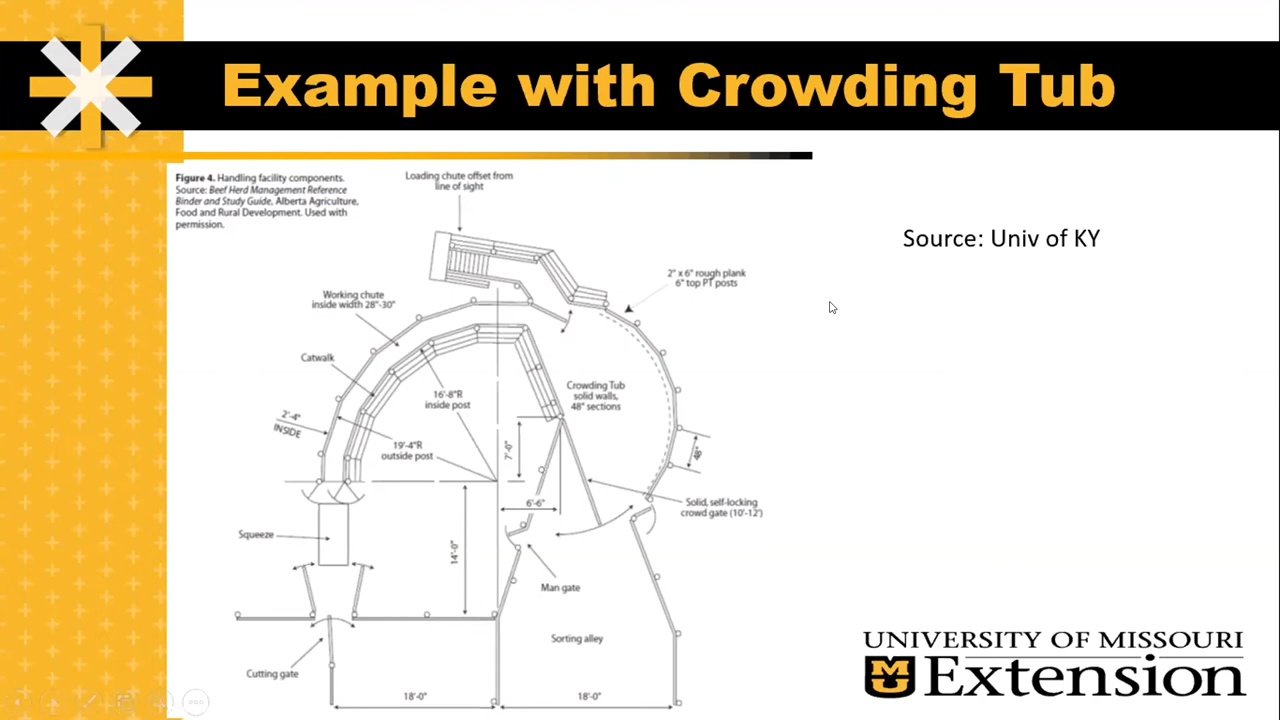 Example with Crowding Tub
Figure 4. Handling facility components.
Source: Beef Herd Management Reference
Binder and Study Guide, Alberta Agriculture,
Food and Rural Development. Used with
permission.
Loading chute offset from
line of sight
Source: Univ of KY
2" x 6" rough plank
6" top PT posts
Working chute
inside width 28"-30"
Catwalk
16'-8"R
inside post
Crowding Tub
solid walls,
48" sections
2'-4"
INSIDE
19'-4"R
outside post
7'-0"
48"
6'-6"
Solid, self-locking
crowd gate (10'-12')
Squeeze
14'-0"
Man gate
Sorting alley
Cutting gate
18'-0"
18'-0"
UNIVERSITY OF MISSOURI
MU Extension